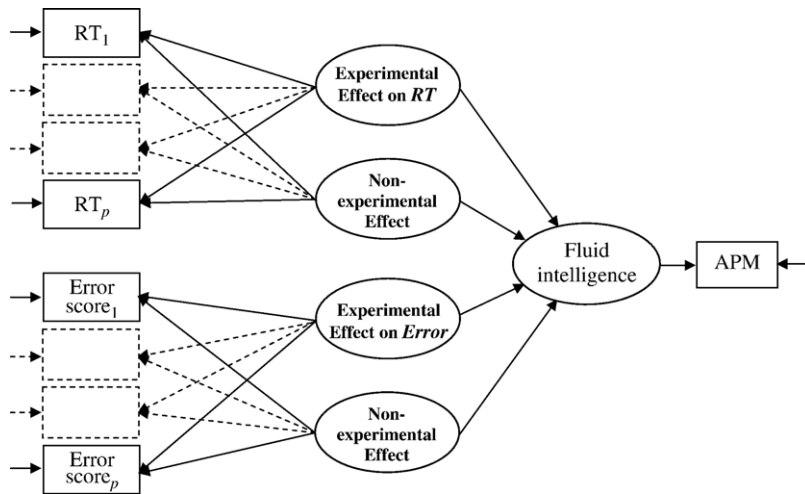 RT₁
RTₚ
Error
score₁
Error
scoreₚ
Experimental
Effect on RT
Non-
experimental
Effect
Experimental
Effect on Error
Non-
experimental
Effect
Fluid
intelligence
APM